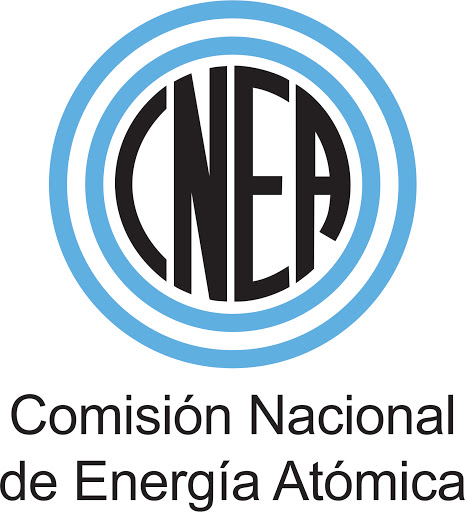 CNEA
Comisión Nacional
de Energía Atómica